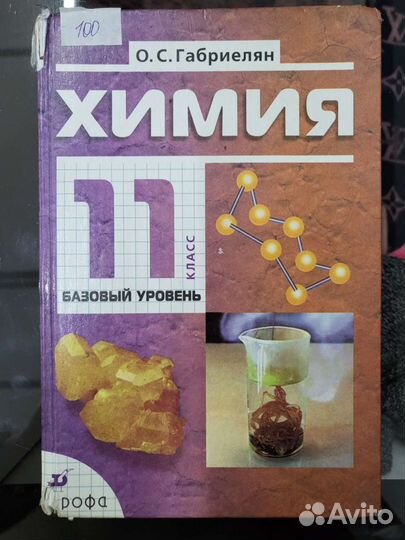 100
О. С. Габриелян
ХИМИЯ
11
КЛАСС
БАЗОВЫЙ УРОВЕНЬ
дрофа
Avito